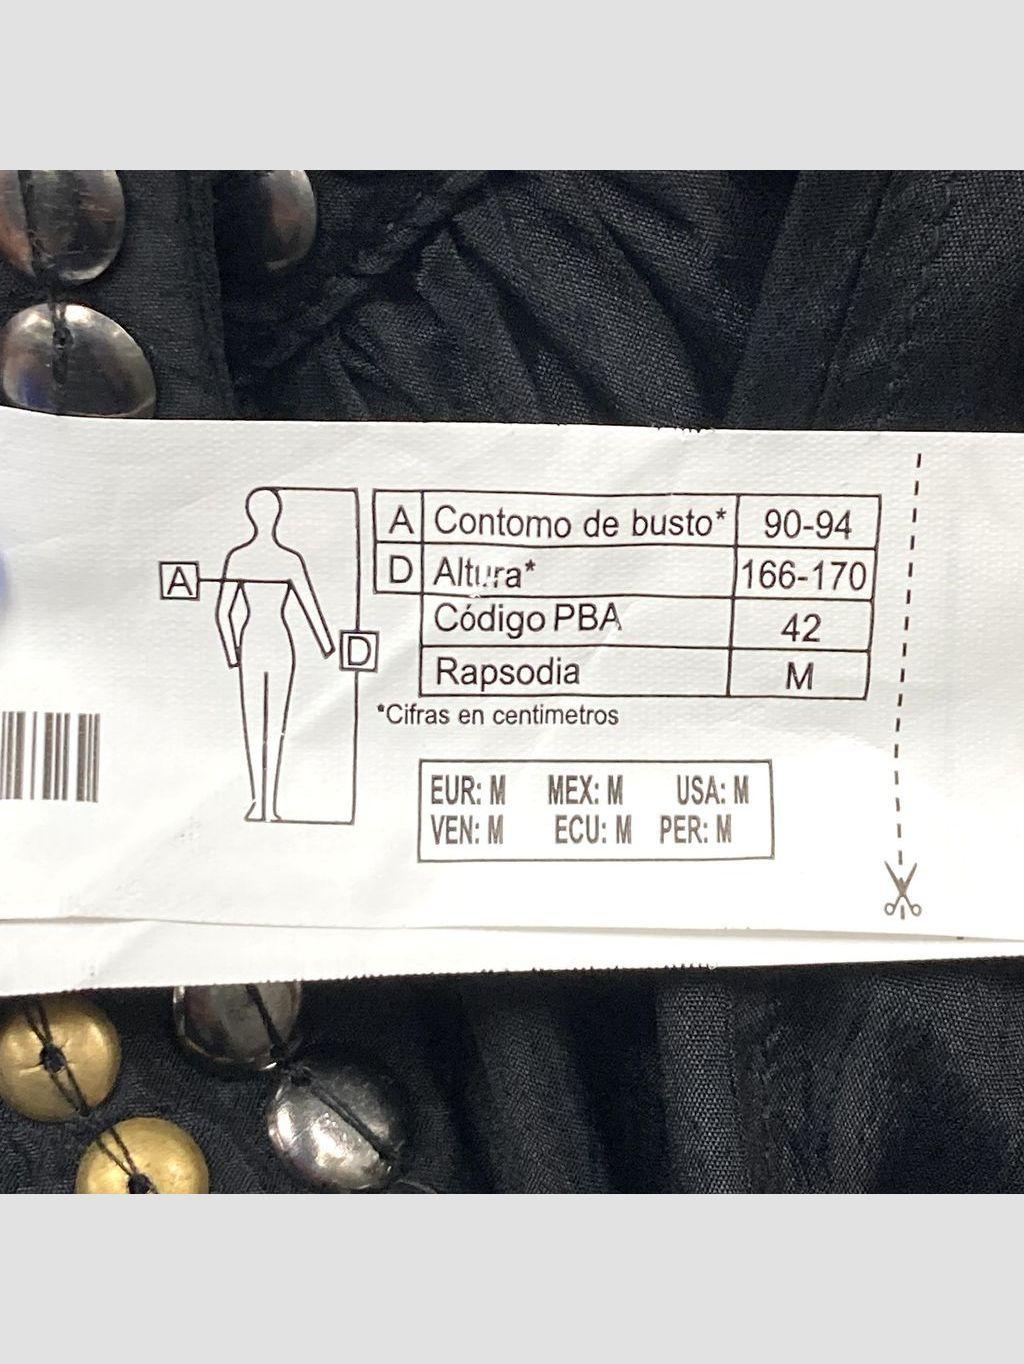 A Contomo de busto* 90-94
D Altura* 166-170
Código PBA 42
Rapsodia M
A
D
*Cifras en centimetros
EUR: M MEX: M USA: M
VEN: M ECU: M PER: M